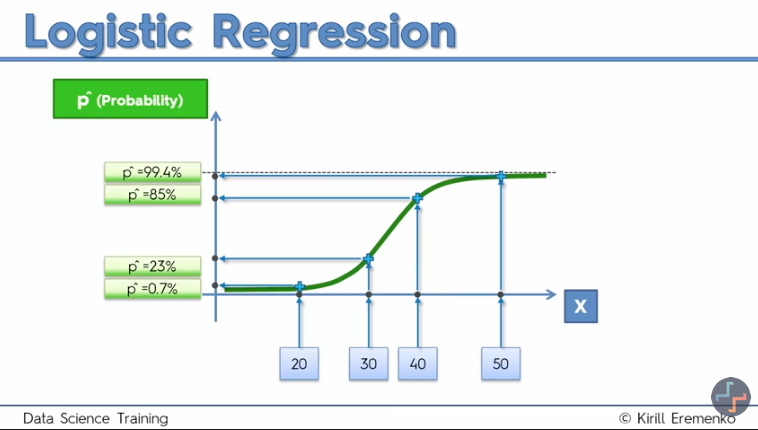 Logistic Regression
p^ (Probability)
p^ =99.4%
p^ =85%
p^ =23%
p^ =0.7%
X
20 30 40 50
Data Science Training
© Kirill Eremenko